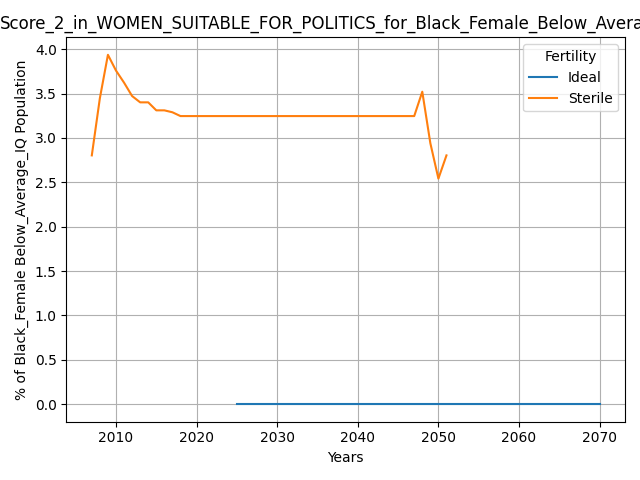 Score_2_in_WOMEN_SUITABLE_FOR_POLITICS_for_Black_Female_Below_Avera
Fertility
Ideal
Sterile
% of Black_Female Below_Average_IQ Population
4.0
3.5
3.0
2.5
2.0
1.5
1.0
0.5
0.0
2010 2020 2030 2040 2050 2060 2070
Years